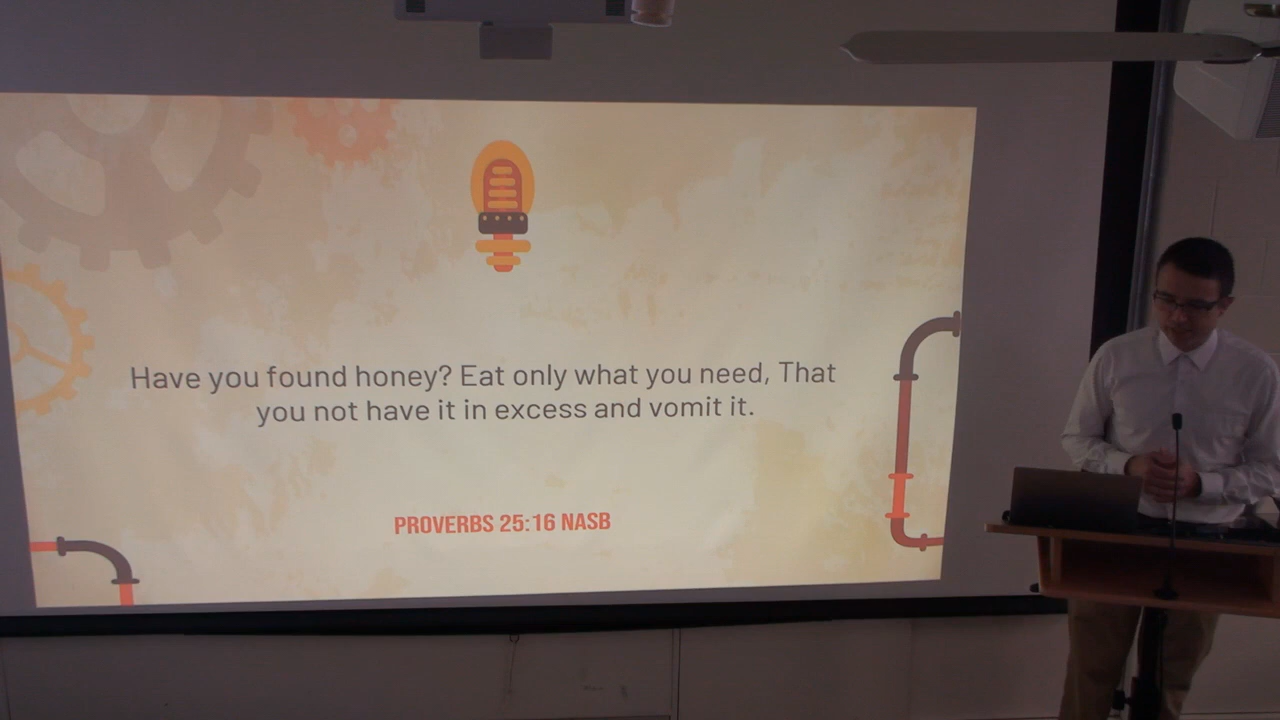 Have you found honey? Eat only what you need, That
you not have it in excess and vomit it.
PROVERBS 25:16 NASB